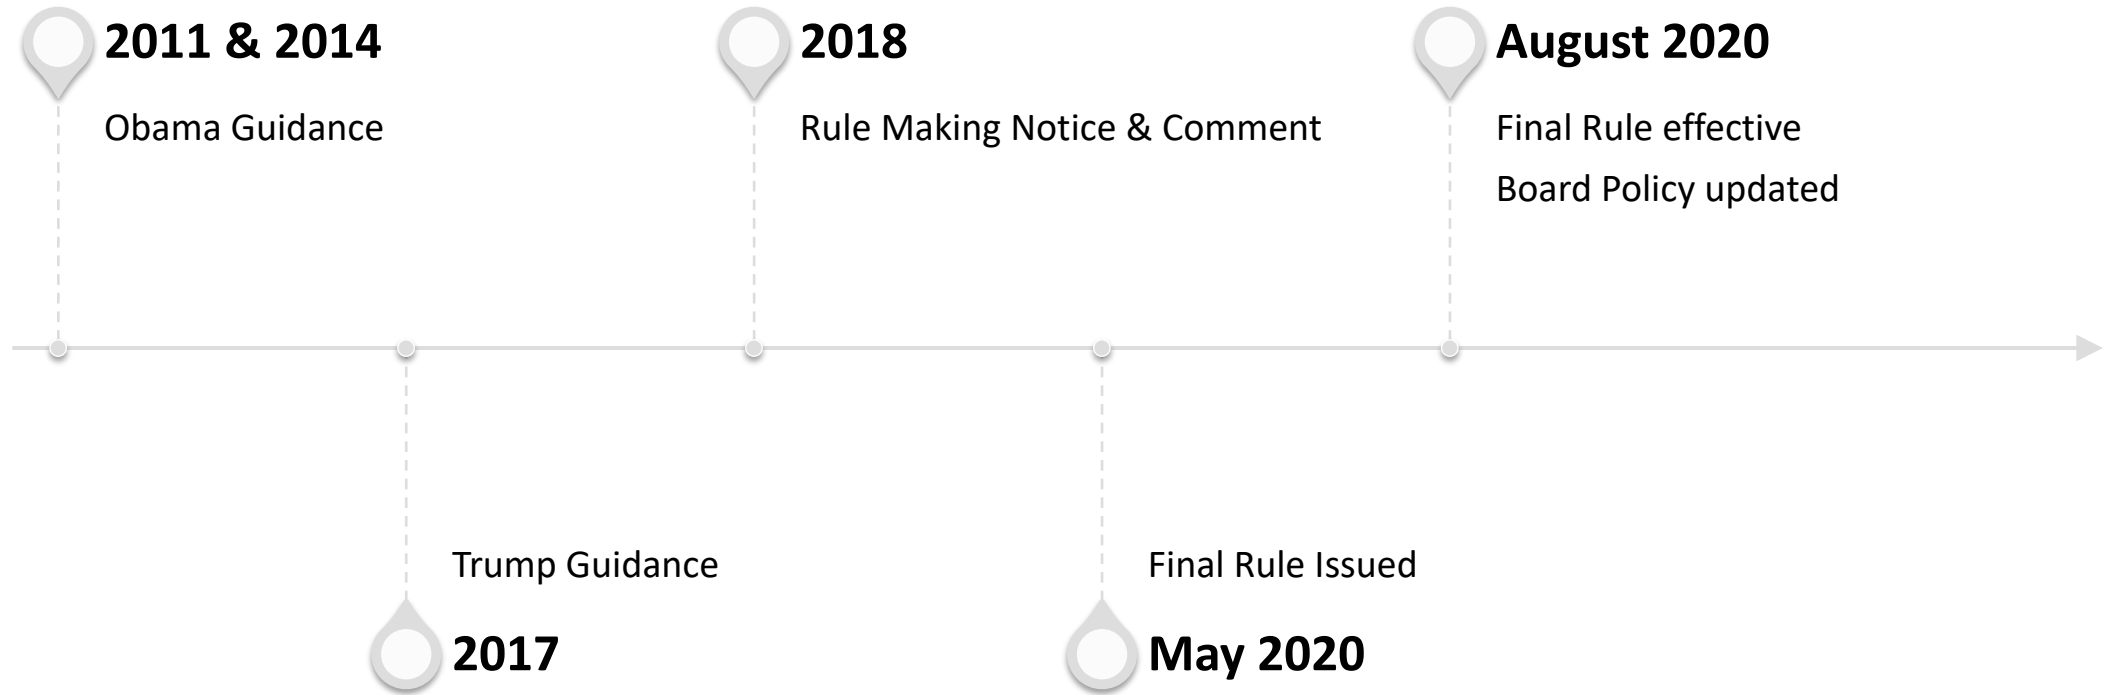 2011 & 2014
Obama Guidance
Trump Guidance
2017
2018
Rule Making Notice & Comment
Final Rule Issued
May 2020
August 2020
Final Rule effective
Board Policy updated